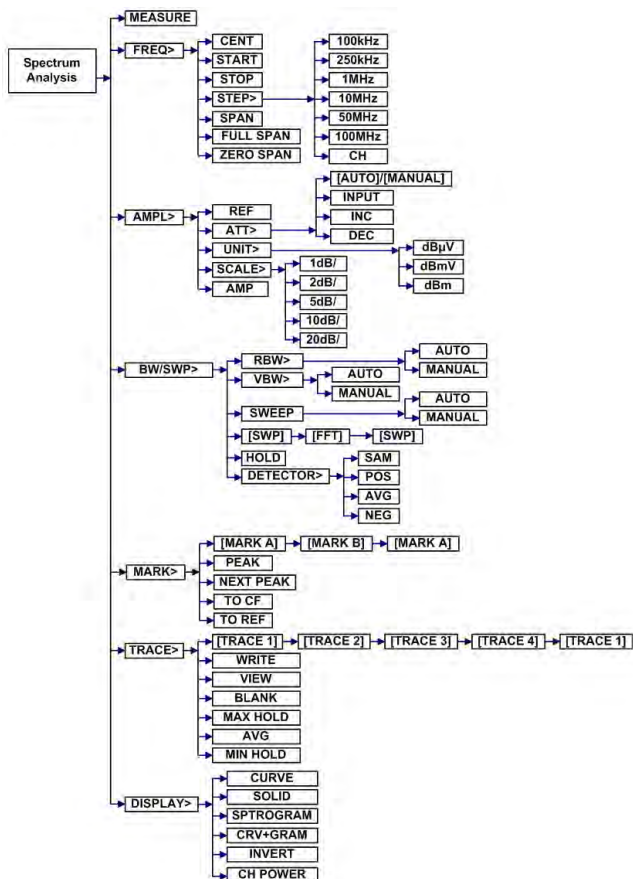 Spectrum
Analysis
MEASURE
FREQ>
CENT
START
STOP
STEP>
SPAN
FULL SPAN
ZERO SPAN
100kHz
250kHz
1MHz
10MHz
50MHz
100MHz
CH
AMPL>
REF
ATT>
UNIT>
SCALE>
AMP
[AUTO]/[MANUAL]
INPUT
INC
DEC
dBµV
dBmV
dBm
1dB/
2dB/
5dB/
10dB/
20dB/
BW/SWP>
RBW>
AUTO
MANUAL
VBW>
AUTO
MANUAL
SWEEP
AUTO
MANUAL
[SWP]
[FFT]
[SWP]
HOLD
DETECTOR>
SAM
POS
AVG
NEG
MARK>
[MARK A]
[MARK B]
[MARK A]
PEAK
NEXT PEAK
TO CF
TO REF
TRACE>
[TRACE 1]
[TRACE 2]
[TRACE 3]
[TRACE 4]
[TRACE 1]
WRITE
VIEW
BLANK
MAX HOLD
AVG
MIN HOLD
DISPLAY>
CURVE
SOLID
SPTROGRAM
CRV+GRAM
INVERT
CH POWER